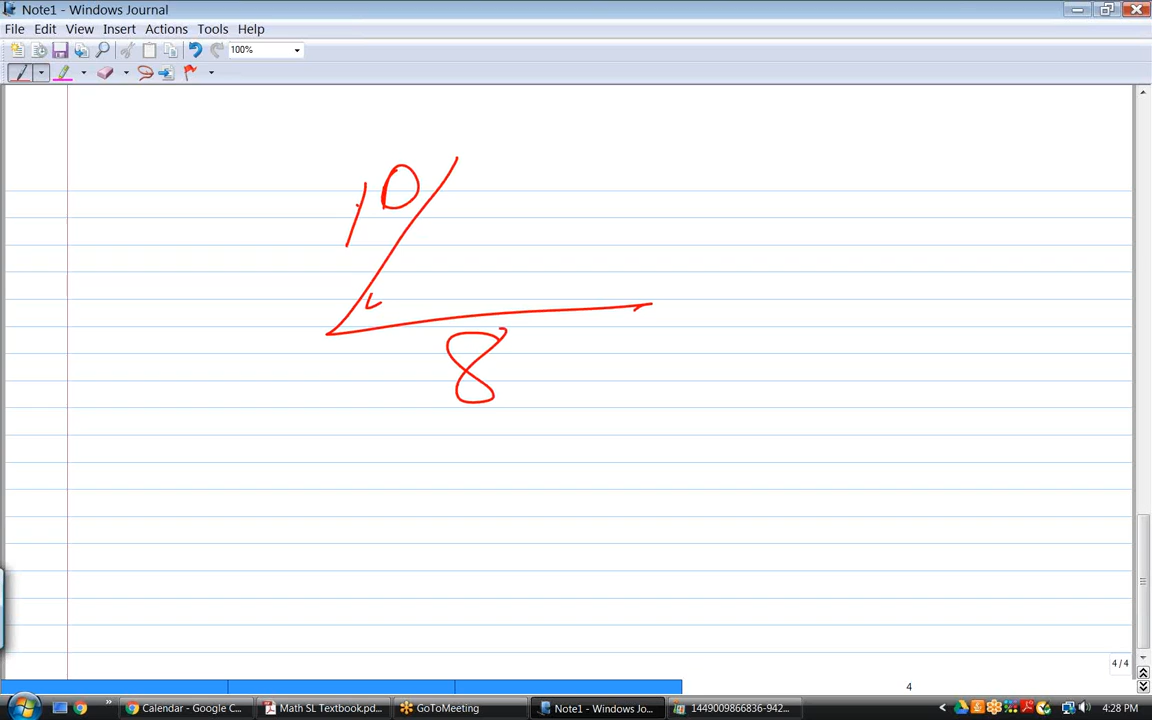 Note1 - Windows Journal
File Edit View Insert Actions Tools Help
100%
10
8
4 / 4
4
Calendar - Google C...
Math SL Textbook.pd...
GoToMeeting
Note1 - Windows Jo...
1449009866836-942...
4:28 PM